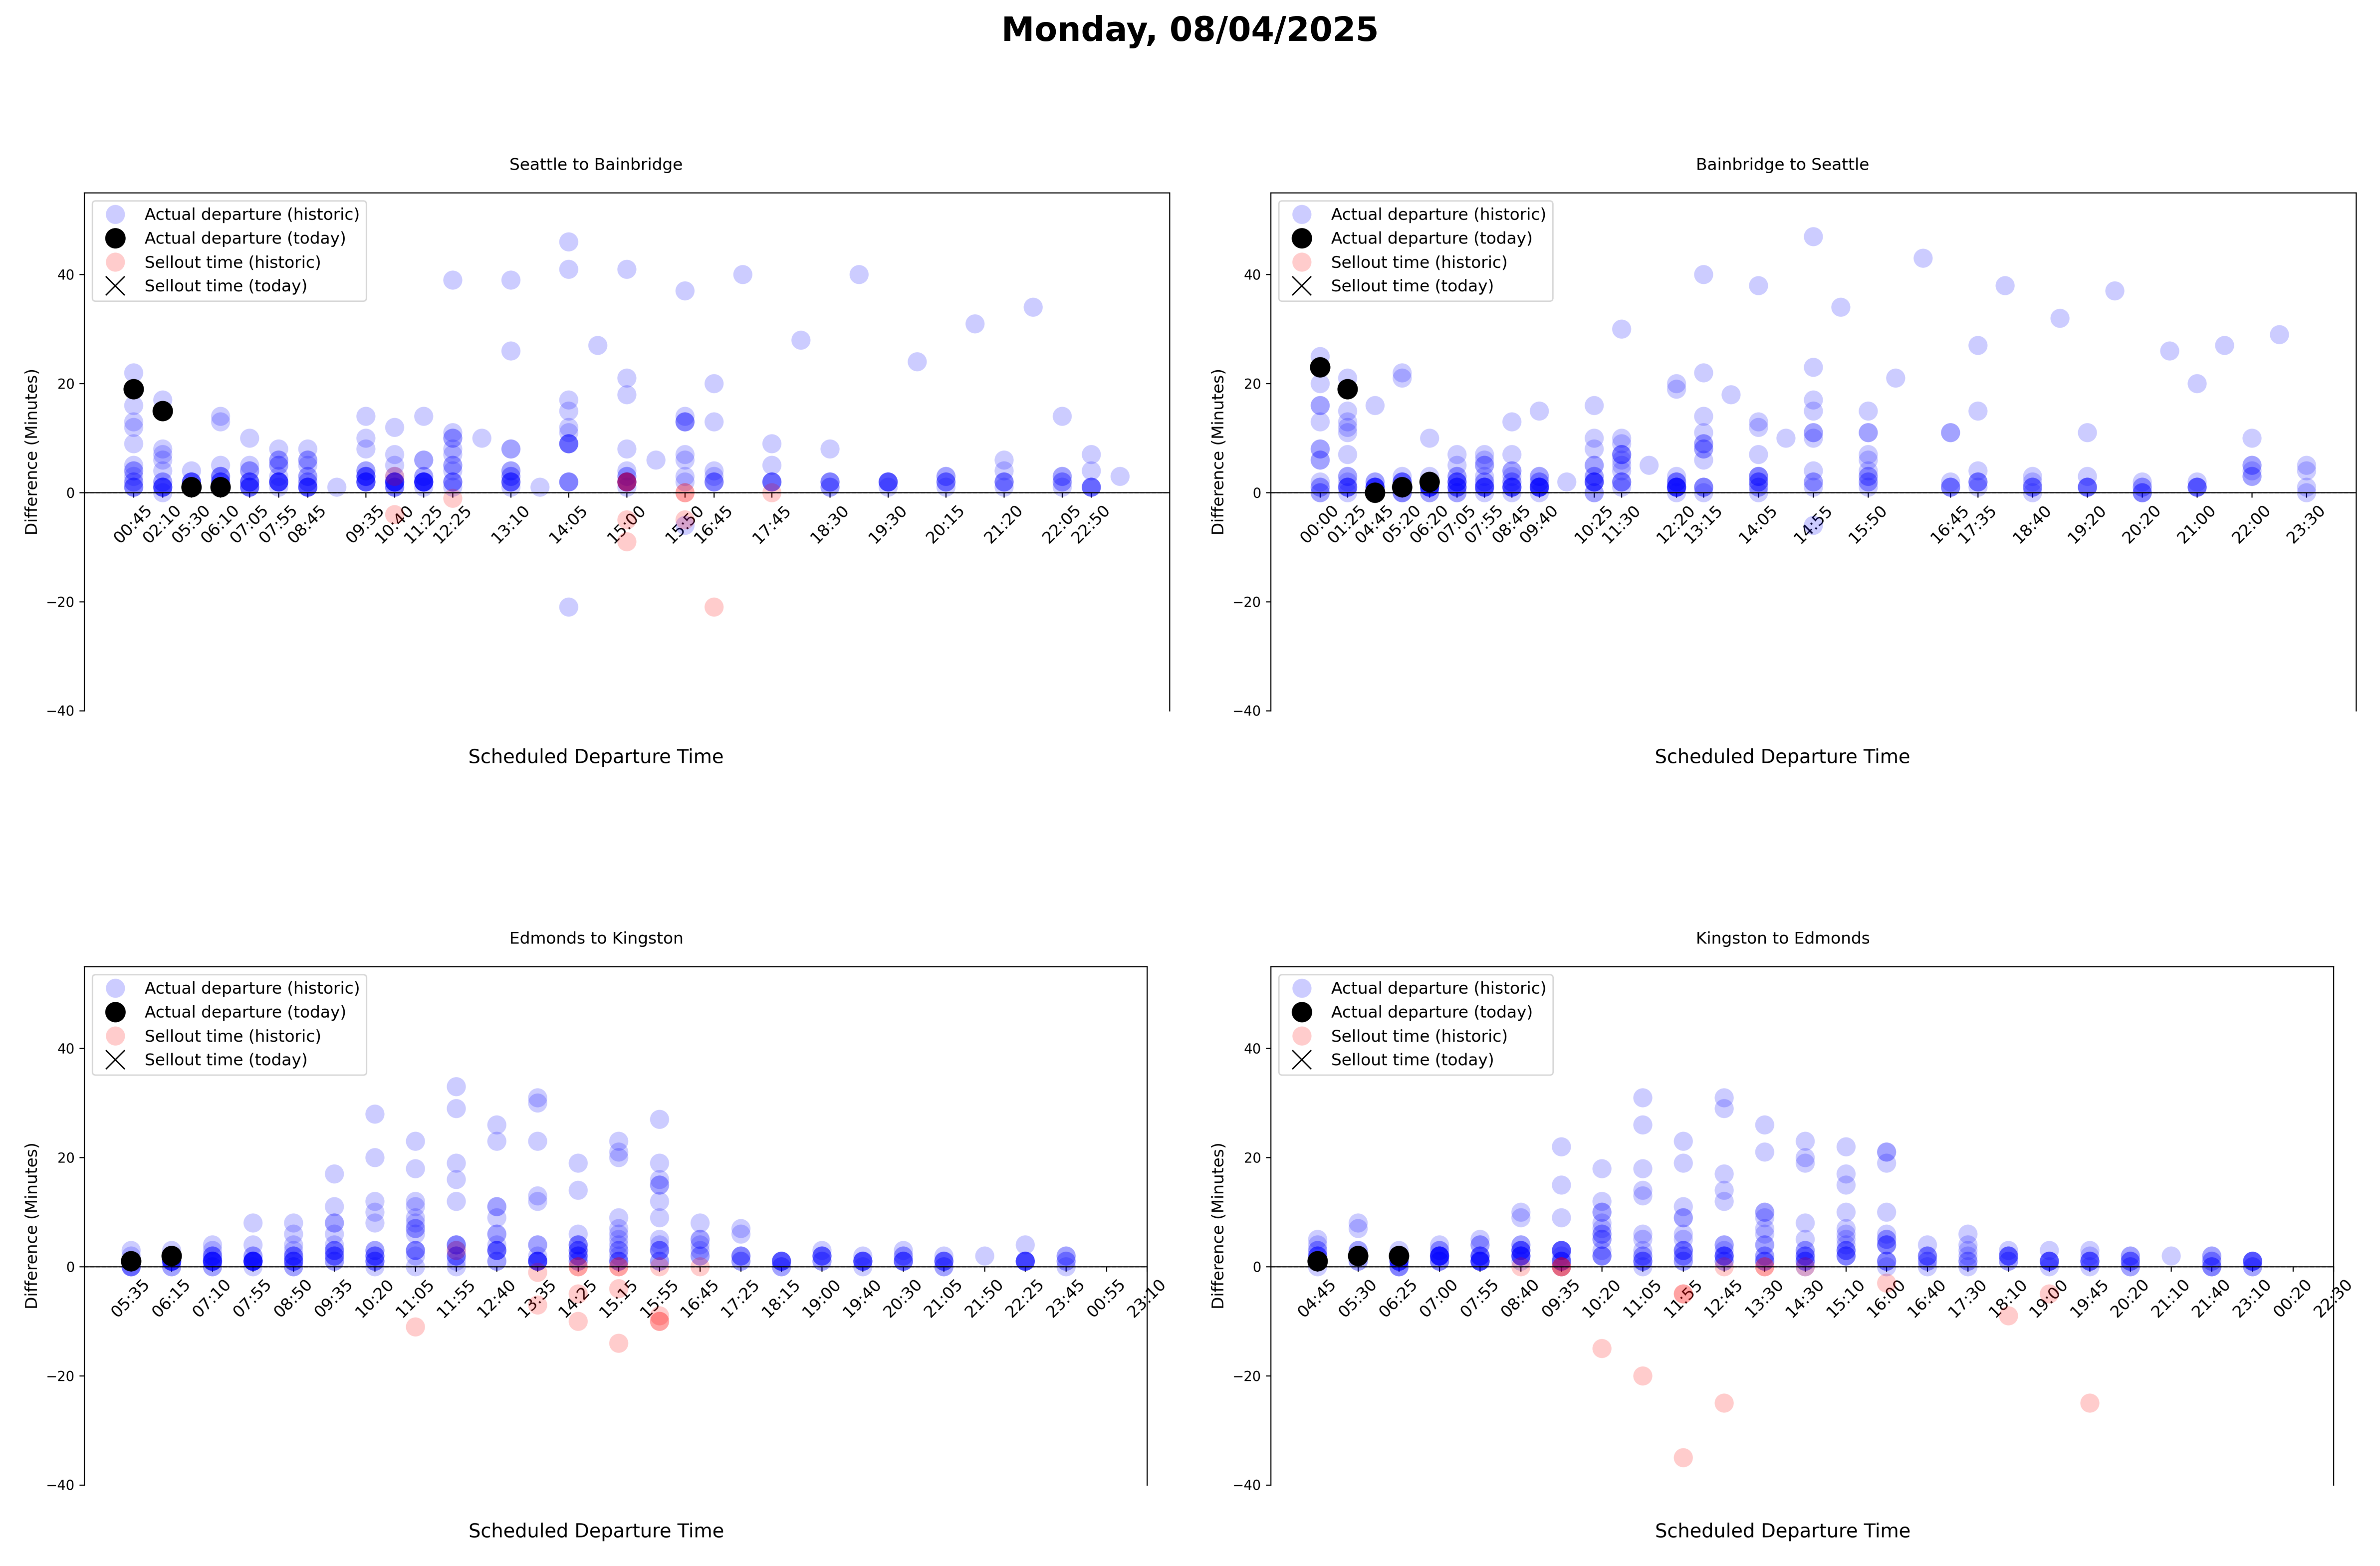 Monday, 08/04/2025
Seattle to Bainbridge
Actual departure (historic)
Actual departure (today)
Sellout time (historic)
Sellout time (today)
Difference (Minutes)
40
20
0
−20
−40
00:45 02:10 05:30 06:10 07:05 07:55 08:45 09:35 10:40 11:25 12:25 13:10 14:05 15:00 15:50 16:45 17:45 18:30 19:30 20:15 21:20 22:05 22:50
Scheduled Departure Time
Bainbridge to Seattle
Actual departure (historic)
Actual departure (today)
Sellout time (historic)
Sellout time (today)
Difference (Minutes)
40
20
0
−20
−40
00:00 01:25 04:45 05:20 06:20 07:05 07:55 08:45 09:40 10:25 11:30 12:20 13:15 14:05 14:55 15:50 16:45 17:35 18:40 19:20 20:20 21:00 22:00 23:30
Scheduled Departure Time
Edmonds to Kingston
Actual departure (historic)
Actual departure (today)
Sellout time (historic)
Sellout time (today)
Difference (Minutes)
40
20
0
−20
−40
05:35 06:15 07:10 07:55 08:50 09:35 10:20 11:05 11:55 12:40 13:35 14:25 15:15 15:55 16:45 17:25 18:15 19:00 19:40 20:30 21:05 21:50 22:25 23:45 00:55 23:10
Scheduled Departure Time
Kingston to Edmonds
Actual departure (historic)
Actual departure (today)
Sellout time (historic)
Sellout time (today)
Difference (Minutes)
40
20
0
−20
−40
04:45 05:30 06:25 07:00 07:55 08:40 09:35 10:20 11:05 11:55 12:45 13:30 14:30 15:10 16:00 16:40 17:30 18:10 19:00 19:45 20:20 21:10 21:40 23:10 00:20 22:30
Scheduled Departure Time